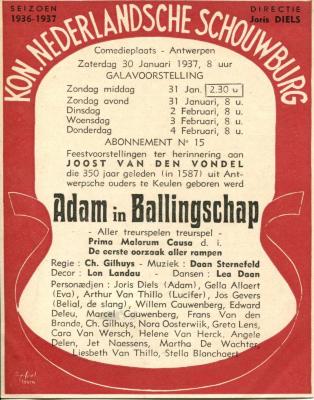 SEIZOEN
1936-1937
DIRECTIE
Joris DIELS
KON. NEDERLANDSCHE SCHOUWBURG
Comedieplaats - Antwerpen
Zaterdag 30 Januari 1937, 8 uur
GALAVOORSTELLING
Zondag middag 31 Jan. 2.30 u
Zondag avond 31 Januari, 8 u.
Dinsdag 2 Februari, 8 u.
Woensdag 3 Februari, 8 u.
Donderdag 4 Februari, 8 u.
ABONNEMENT No 15
Feestvoorstellingen ter herinnering aan
JOOST VAN DEN VONDEL
die 350 jaar geleden (in 1587) uit Ant-
werpsche ouders te Keulen geboren werd
Adam in Ballingschap
- Aller treurspelen treurspel -
Prima Malorum Causa d. i.
De eerste oorzaak aller rampen
Regie: Ch. Gilhuys - Muziek: Daan Sternefeld
Decor: Lon Landau - Dansen: Lea Daan
Personædjen: Joris Diels (Adam), Gella Allaert
(Eva), Arthur Van Thillo (Lucifer), Jos Gevers
(Belial, de slang), Willem Cauwenberg, Edward
Deleu, Marcel Cauwenberg, Frans Van den
Brande, Ch. Gilhuys, Nora Oosterwijk, Greta Lens,
Cara Van Wersch, Helene Van Herck, Angele
Delen, Jet Naessens, Martha De Wachter,
Liesbeth Van Thillo, Stella Blanchaert